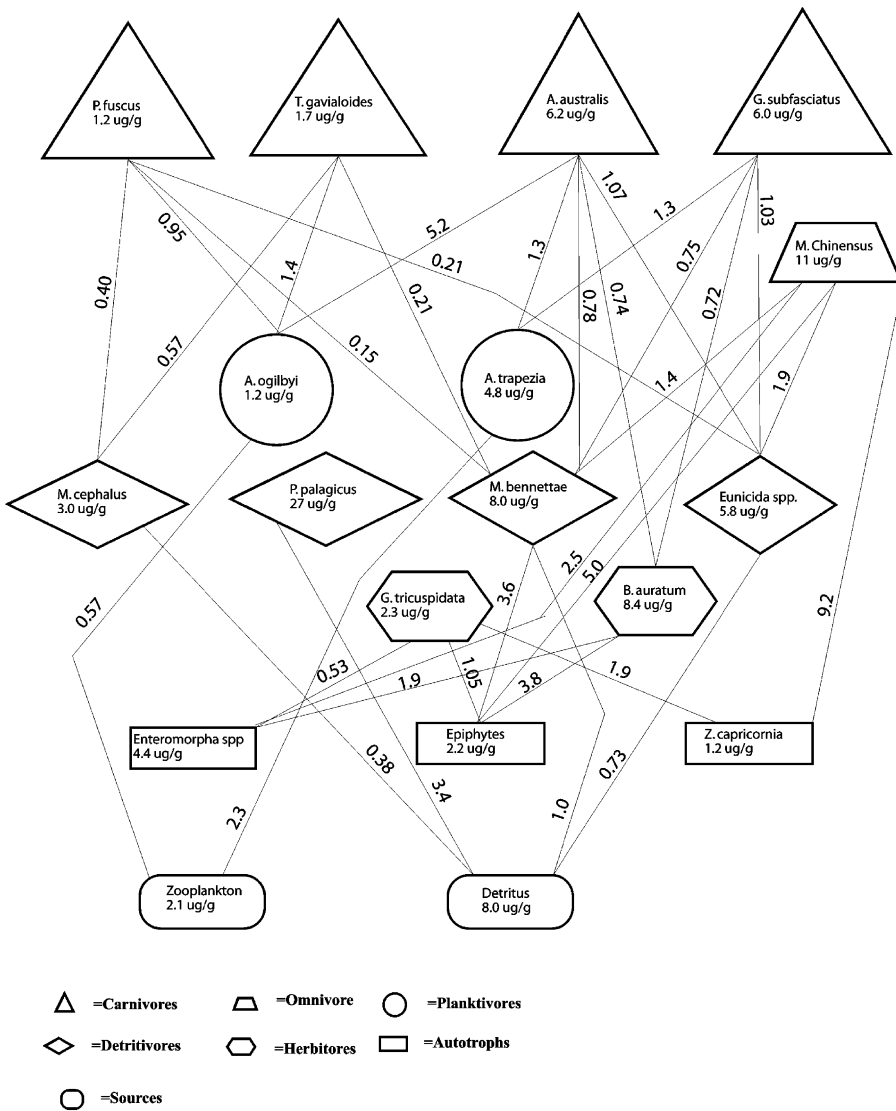 P. fuscus
1.2 ug/g
T. gavialoides
1.7 ug/g
A. australis
6.2 ug/g
G. subfasciatus
6.0 ug/g
M. Chinensus
11 ug/g
0.95
5.2
1.07
1.3
1.03
0.40
1.4
0.21
1.3
0.75
0.57
0.21
0.15
0.78
0.74
0.72
1.4
1.9
A. ogilbyi
1.2 ug/g
A. trapezia
4.8 ug/g
M. cephalus
3.0 ug/g
P. palagicus
27 ug/g
M. bennettae
8.0 ug/g
Eunicida spp.
5.8 ug/g
0.57
3.6
2.5
5.0
9.2
G. tricuspidata
2.3 ug/g
B. auratum
8.4 ug/g
0.53
1.9
1.05
3.8
1.9
Enteromorpha spp
4.4 ug/g
Epiphytes
2.2 ug/g
Z. capricornia
1.2 ug/g
2.3
0.38
3.4
1.0
0.73
Zooplankton
2.1 ug/g
Detritus
8.0 ug/g
=Carnivores
=Omnivore
=Planktivores
=Detritivores
=Herbitores
=Autotrophs
=Sources